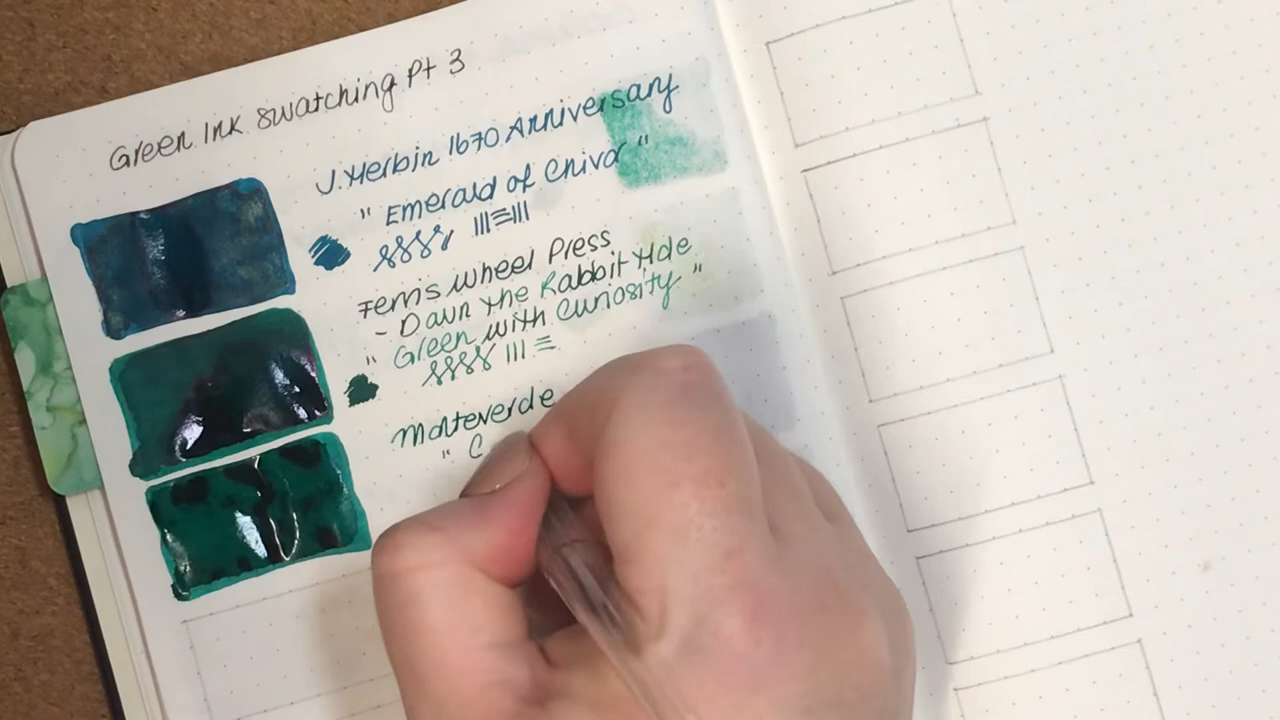 Green Ink Swatching Pt 3
J. Herbin 1670 Anniversary
" Emerald of Chivor "
Ferris Wheel Press
- Down the Rabbit Hole
" Green with Curiosity "
Monteverde
" C